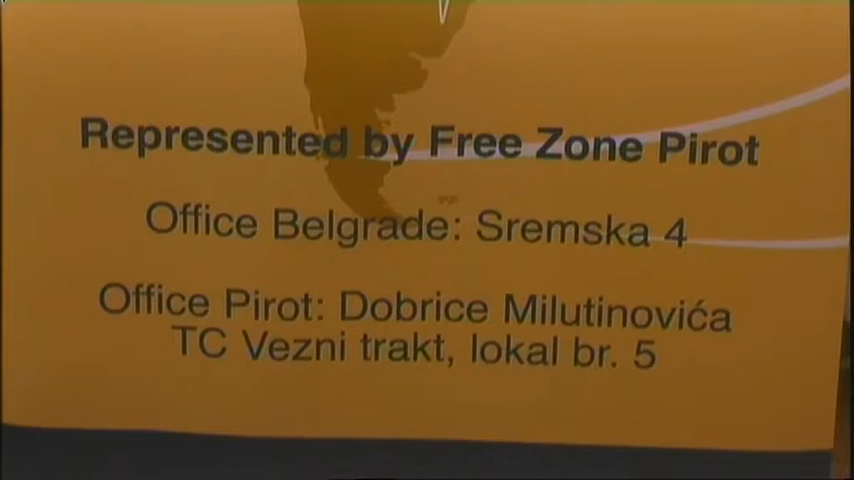 Represented by Free Zone Pirot
Office Belgrade: Sremska 4
Office Pirot: Dobrice Milutinovića
TC Vezni trakt, lokal br. 5